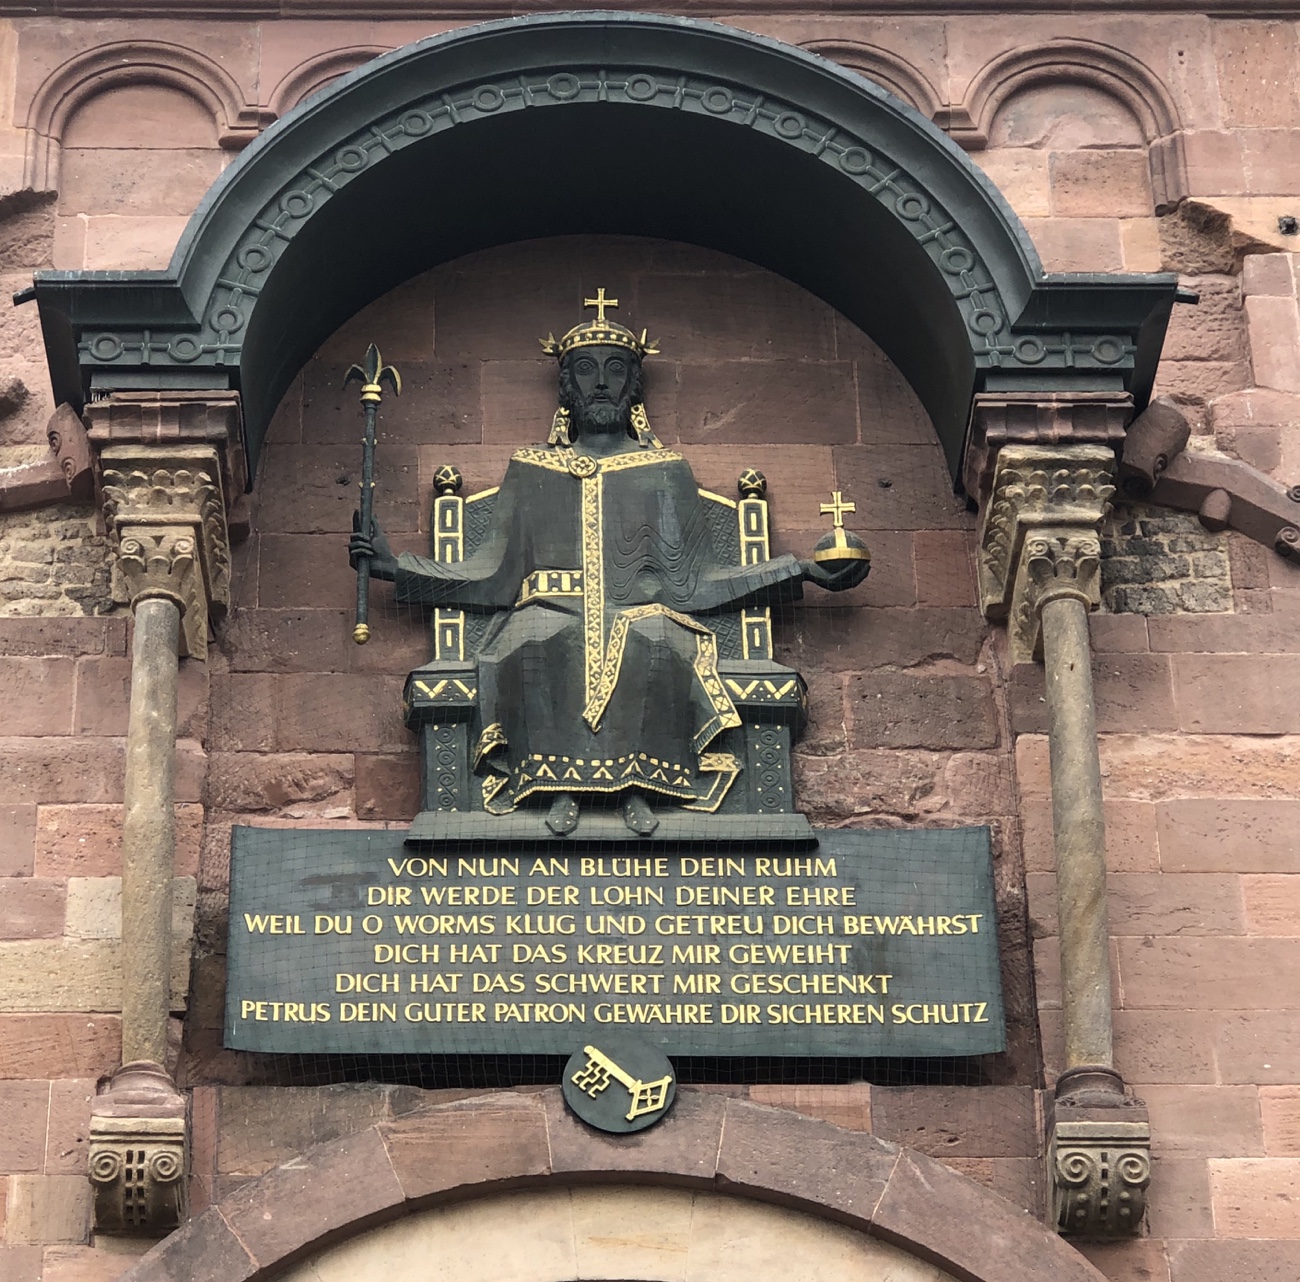 VON NUN AN BLÜHE DEIN RUHM
DIR WERDE DER LOHN DEINER EHRE
WEIL DU O WORMS KLUG UND GETREU DICH BEWÄHRST
DICH HAT DAS KREUZ MIR GEWEIHT
DICH HAT DAS SCHWERT MIR GESCHENKT
PETRUS DEIN GUTER PATRON GEWÄHRE DIR SICHEREN SCHUTZ